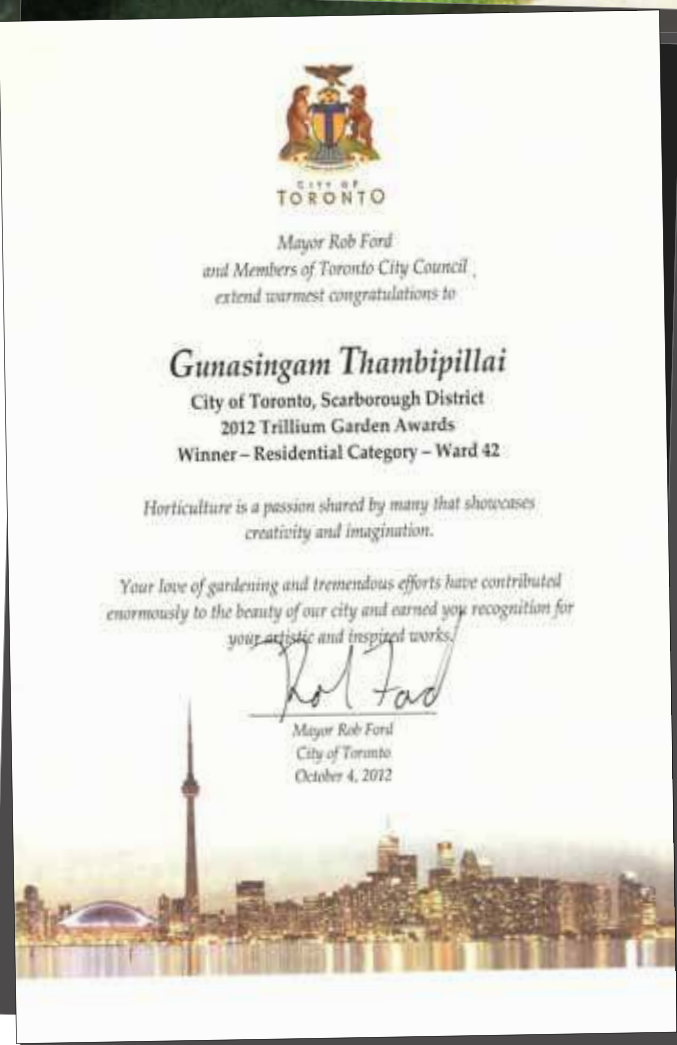 CITY OF
TORONTO
Mayor Rob Ford
and Members of Toronto City Council
extend warmest congratulations to
Gunasingam Thambipillai
City of Toronto, Scarborough District
2012 Trillium Garden Awards
Winner – Residential Category – Ward 42
Horticulture is a passion shared by many that showcases
creativity and imagination.
Your love of gardening and tremendous efforts have contributed
enormously to the beauty of our city and earned you recognition for
your artistic and inspired works.
Rob Ford
Mayor Rob Ford
City of Toronto
October 4, 2012